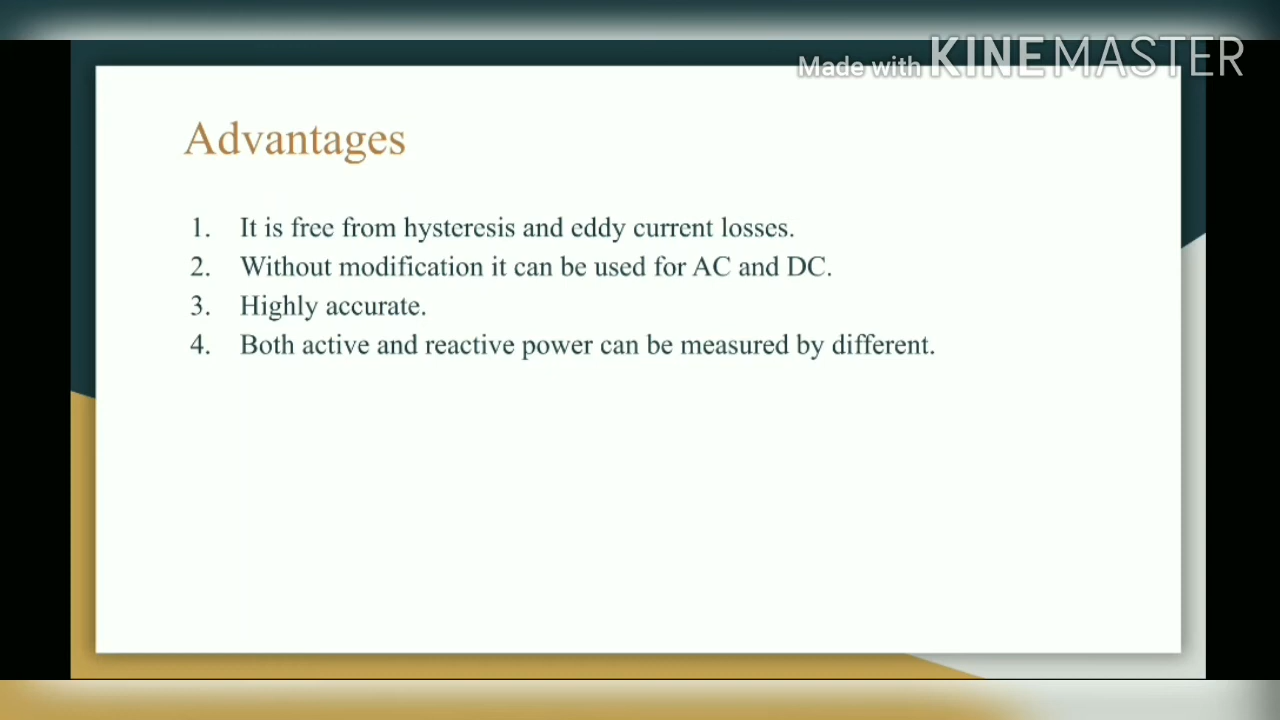 Made with KINEMASTER
Advantages
1. It is free from hysteresis and eddy current losses.
2. Without modification it can be used for AC and DC.
3. Highly accurate.
4. Both active and reactive power can be measured by different.